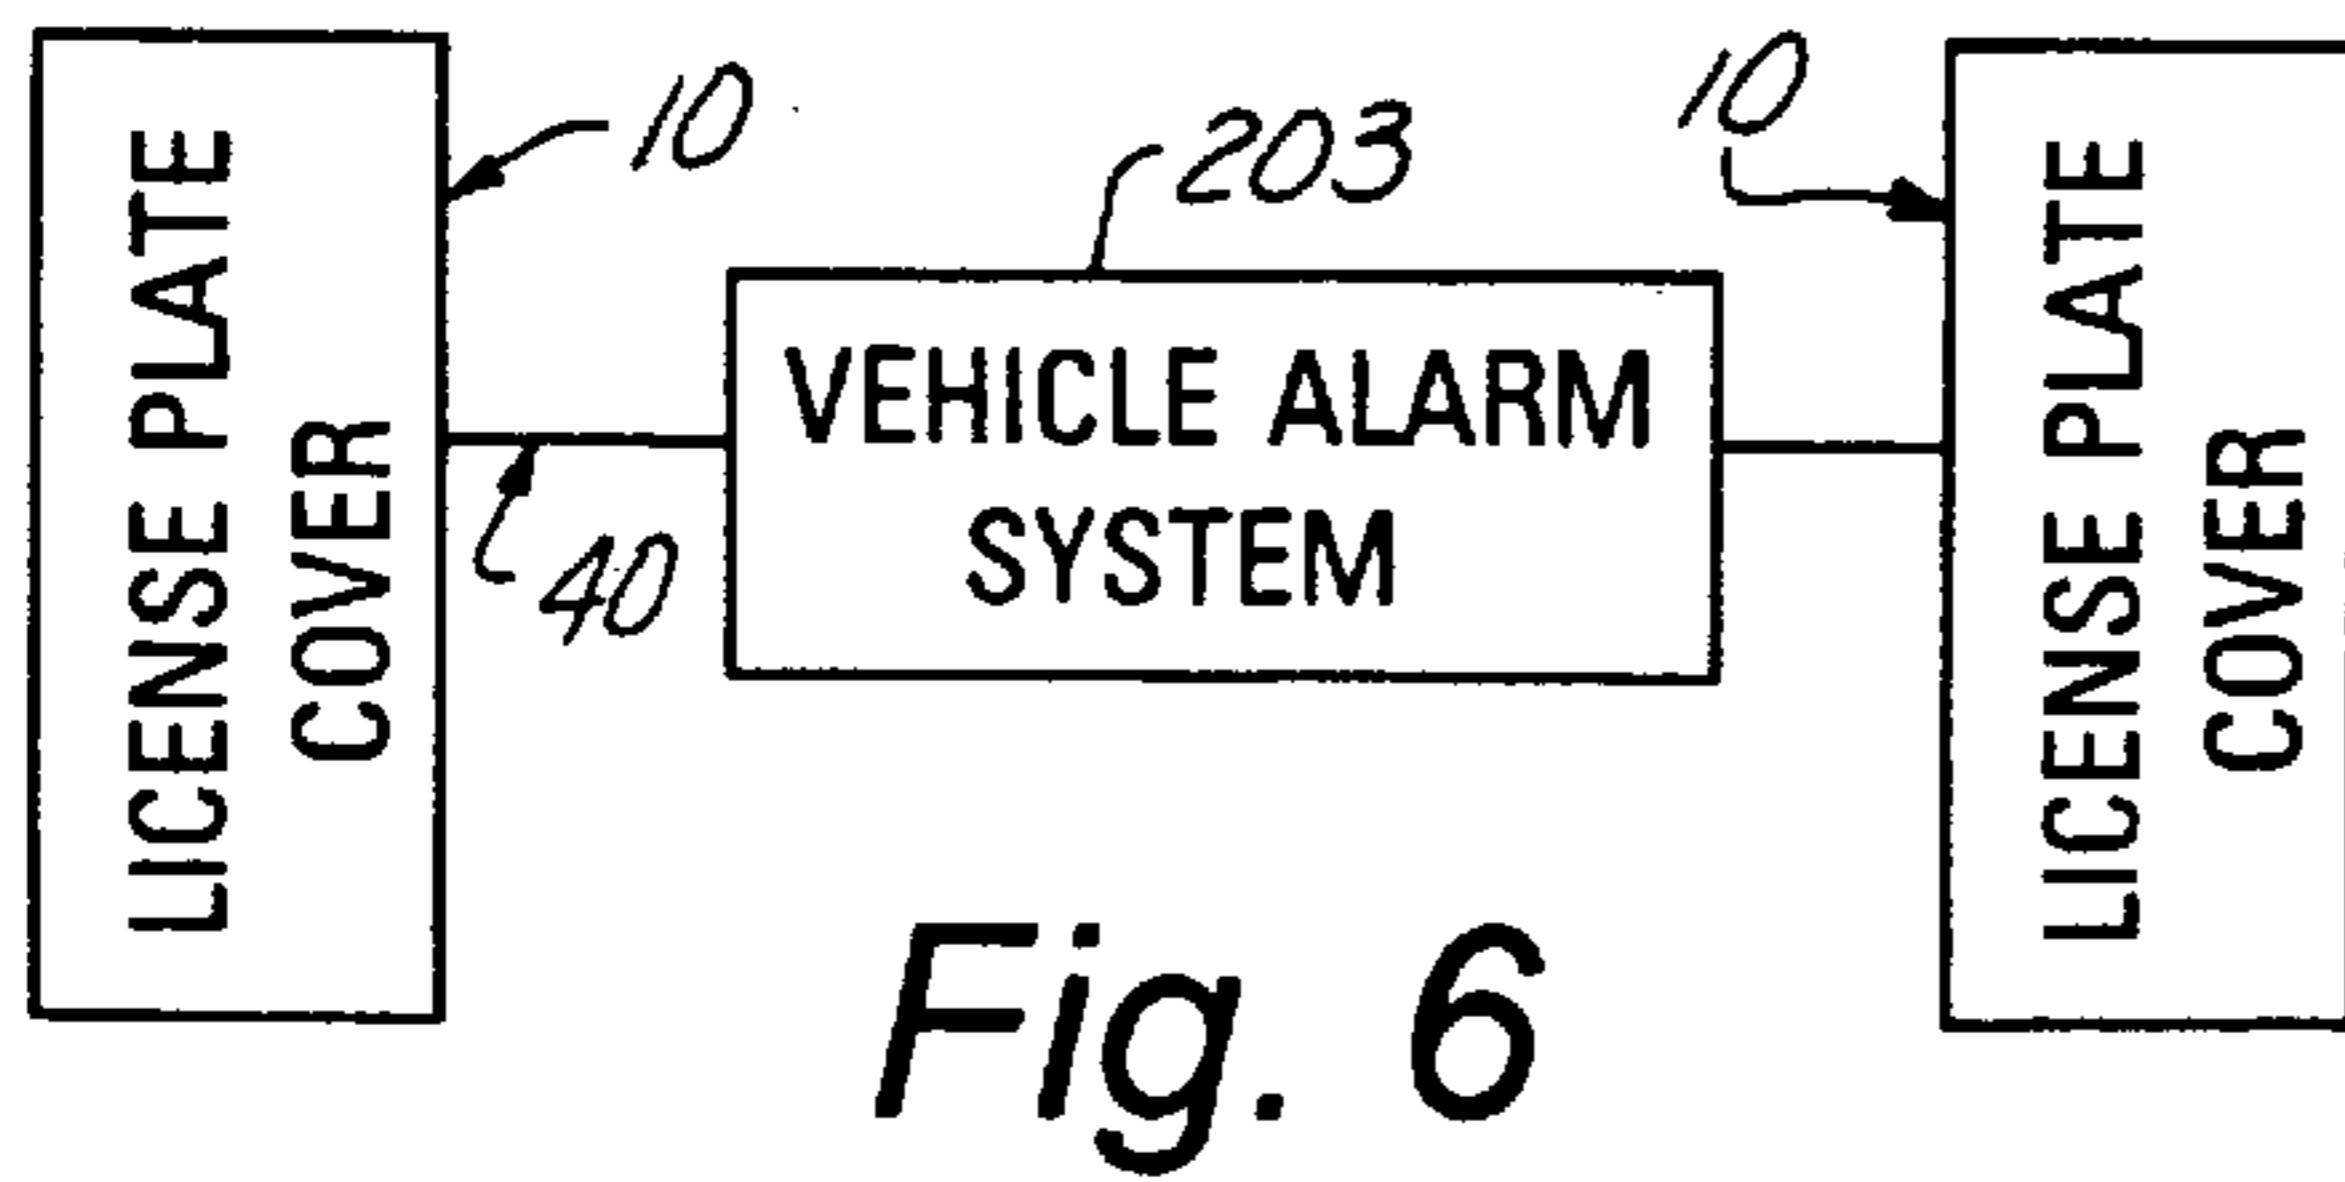 LICENSE PLATE
COVER
10
203
VEHICLE ALARM
SYSTEM
40
10
LICENSE PLATE
COVER
Fig. 6